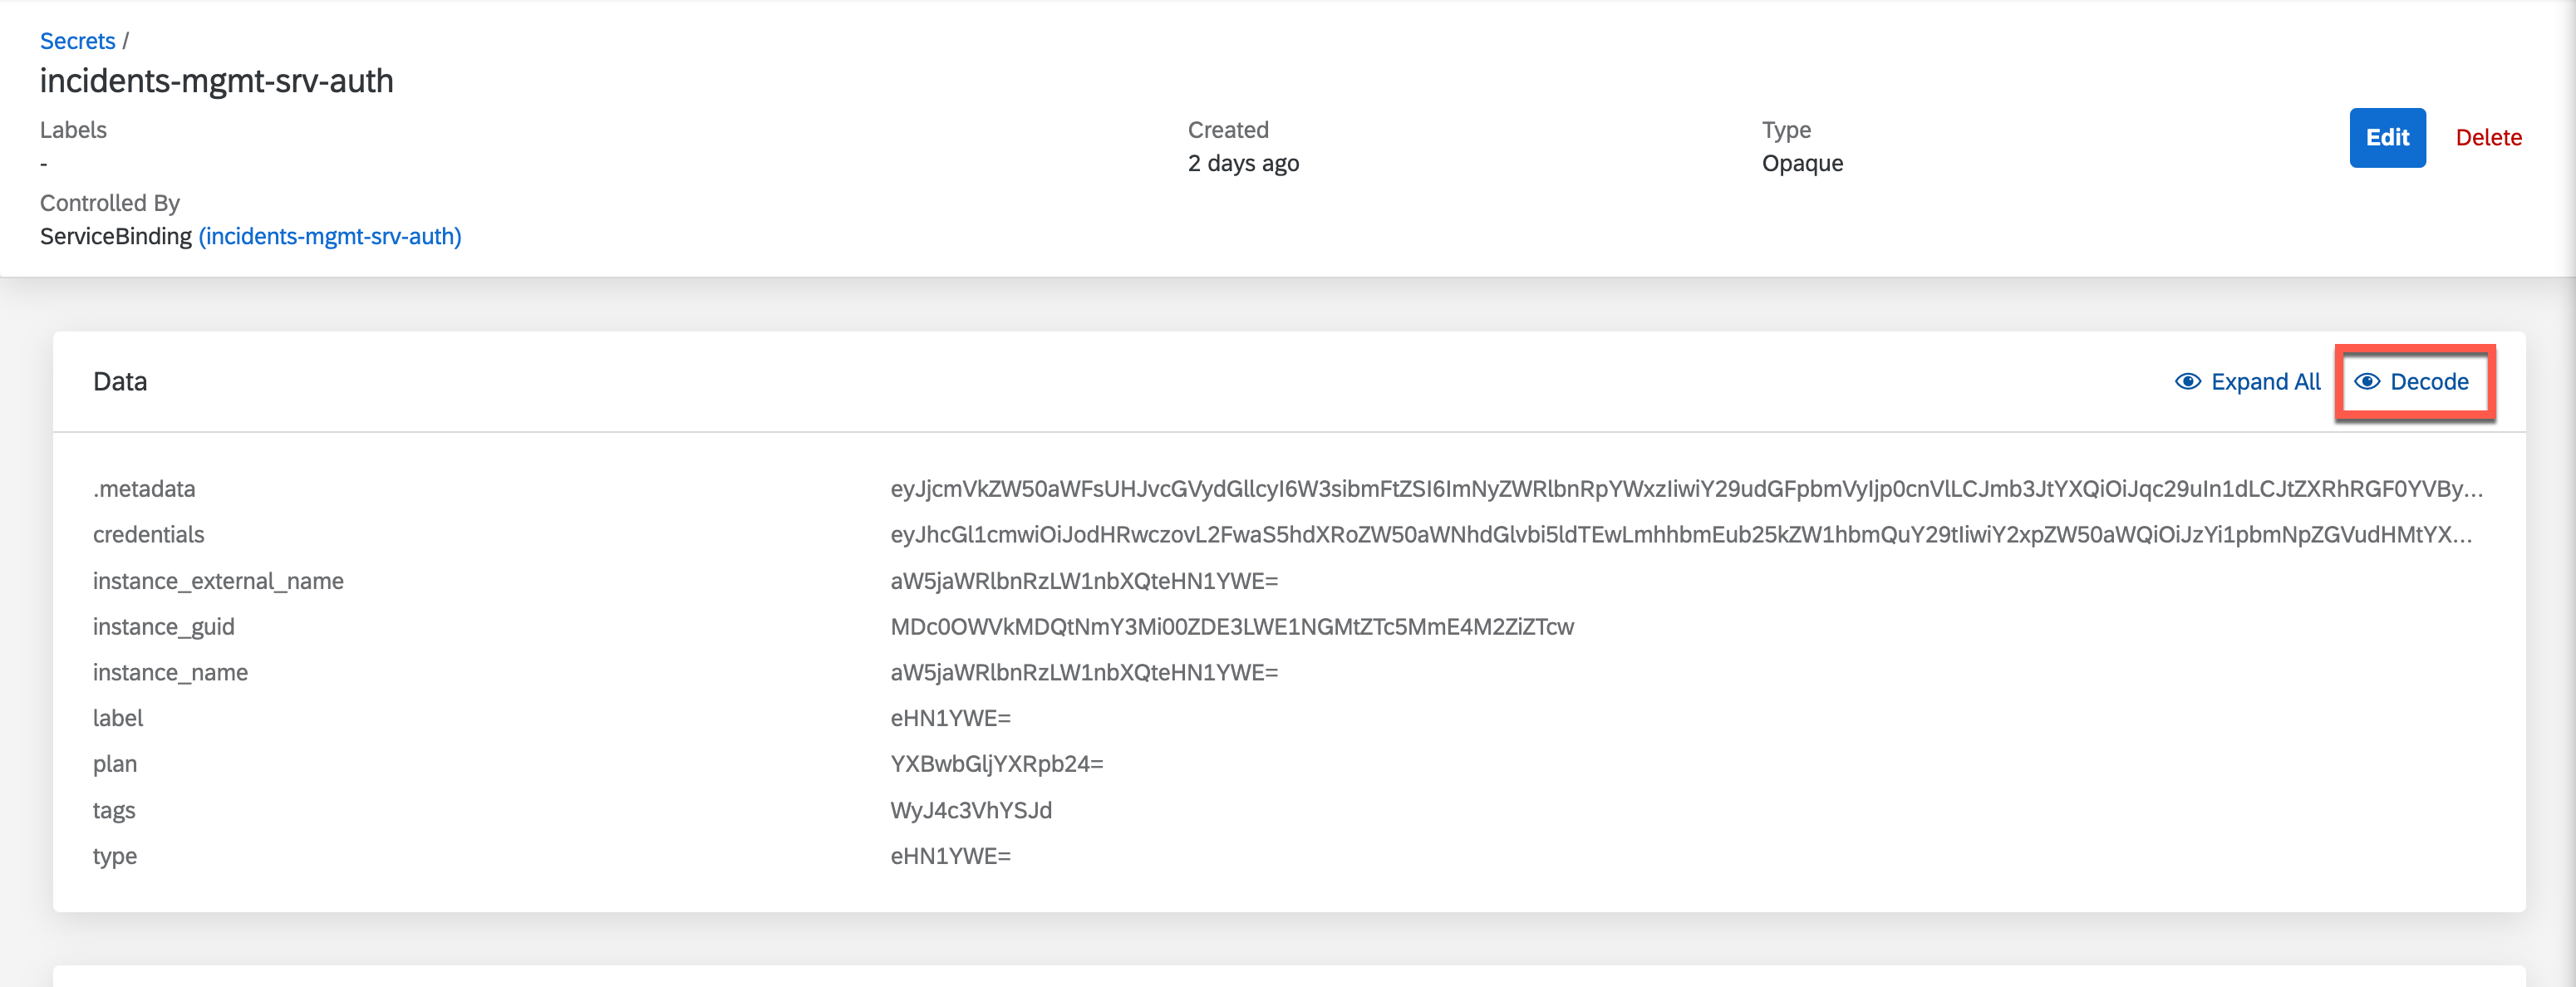 Secrets /
incidents-mgmt-srv-auth
Labels
-
Created
2 days ago
Type
Opaque
Edit
Delete
Controlled By
ServiceBinding (incidents-mgmt-srv-auth)
Data
Expand All
Decode
.metadata eyJjcmVkZW50aWFsUHJvcGVydGllcyI6W3sibmFtZSI6ImNyZWRlbnRpYWxzIiwiY29udGFpbmVyIjp0cnVlLCJmb3JtYXQiOiJqc29uIn1dLCJtZXRhRGF0YVBy...
credentials eyJhcGl1cmwiOiJodHRwczovL2FwaS5hdXRoZW50aWNhdGlvbi5ldTEwLmhhbmEub25kZW1hbmQuY29tIiwiY2xpZW50aWQiOiJzYi1pbmNpZGVudHMtYX...
instance_external_name aW5jaWRlbnRzLW1nbXQteHN1YWE=
instance_guid MDc0OWVkMDQtNmY3Mi00ZDE3LWE1NGMtZTc5MmE4M2ZiZTcw
instance_name aW5jaWRlbnRzLW1nbXQteHN1YWE=
label eHN1YWE=
plan YXBwbGljYXRpb24=
tags WyJ4c3VhYSJd
type eHN1YWE=